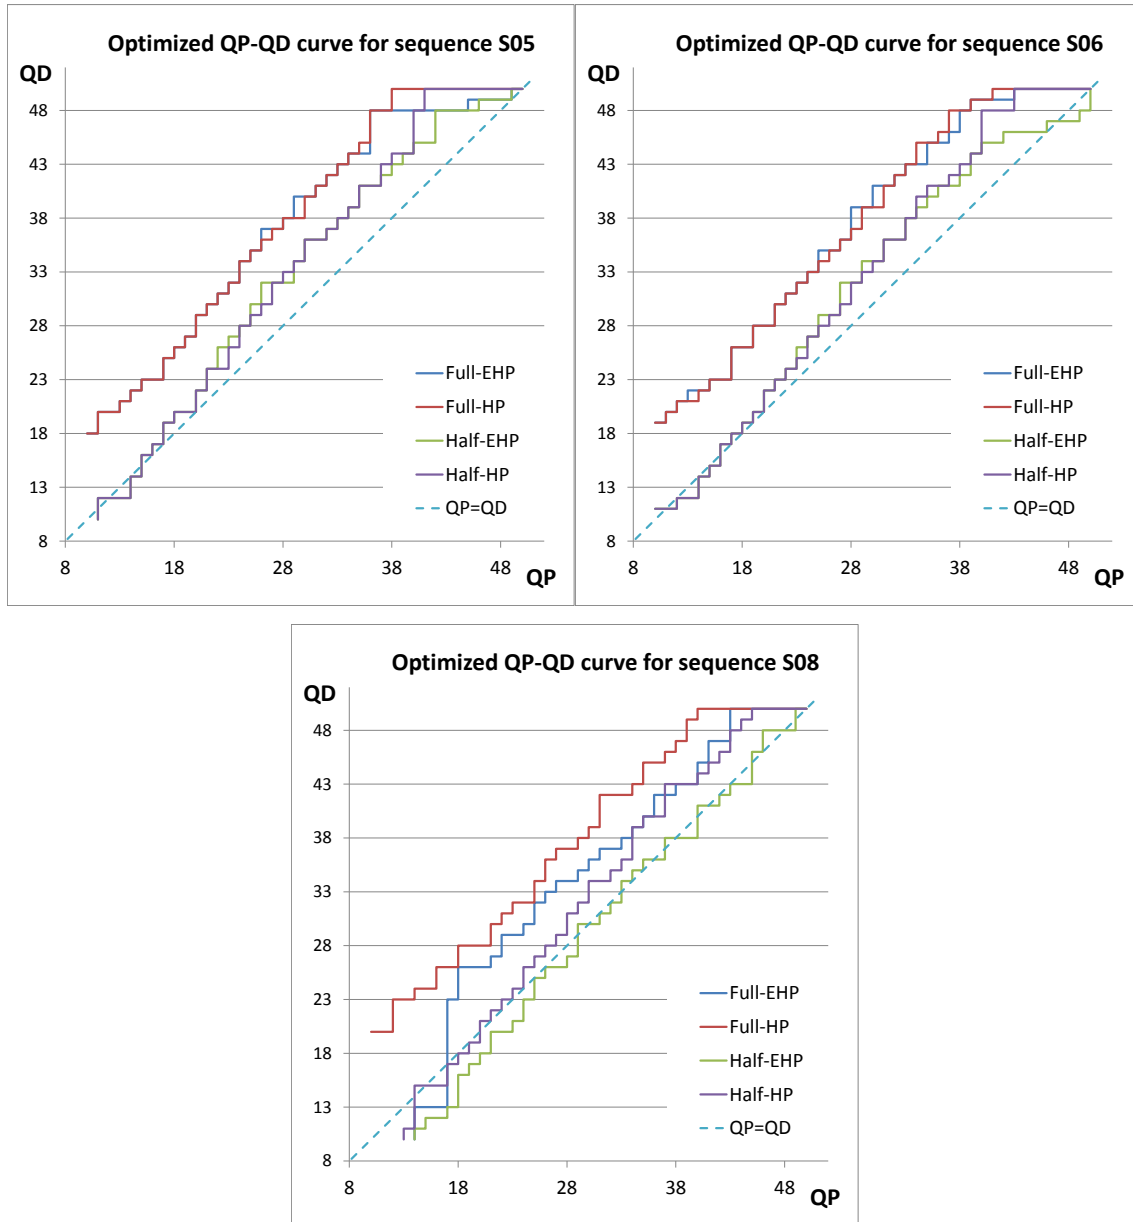 Optimized QP-QD curve for sequence S05
QD
48
43
38
33
28
23
18
13
8
Full-EHP
Full-HP
Half-EHP
Half-HP
QP=QD
8 18 28 38 48
QP
Optimized QP-QD curve for sequence S06
QD
48
43
38
33
28
23
18
13
8
Full-EHP
Full-HP
Half-EHP
Half-HP
QP=QD
8 18 28 38 48
QP
Optimized QP-QD curve for sequence S08
QD
48
43
38
33
28
23
18
13
8
Full-EHP
Full-HP
Half-EHP
Half-HP
QP=QD
8 18 28 38 48
QP